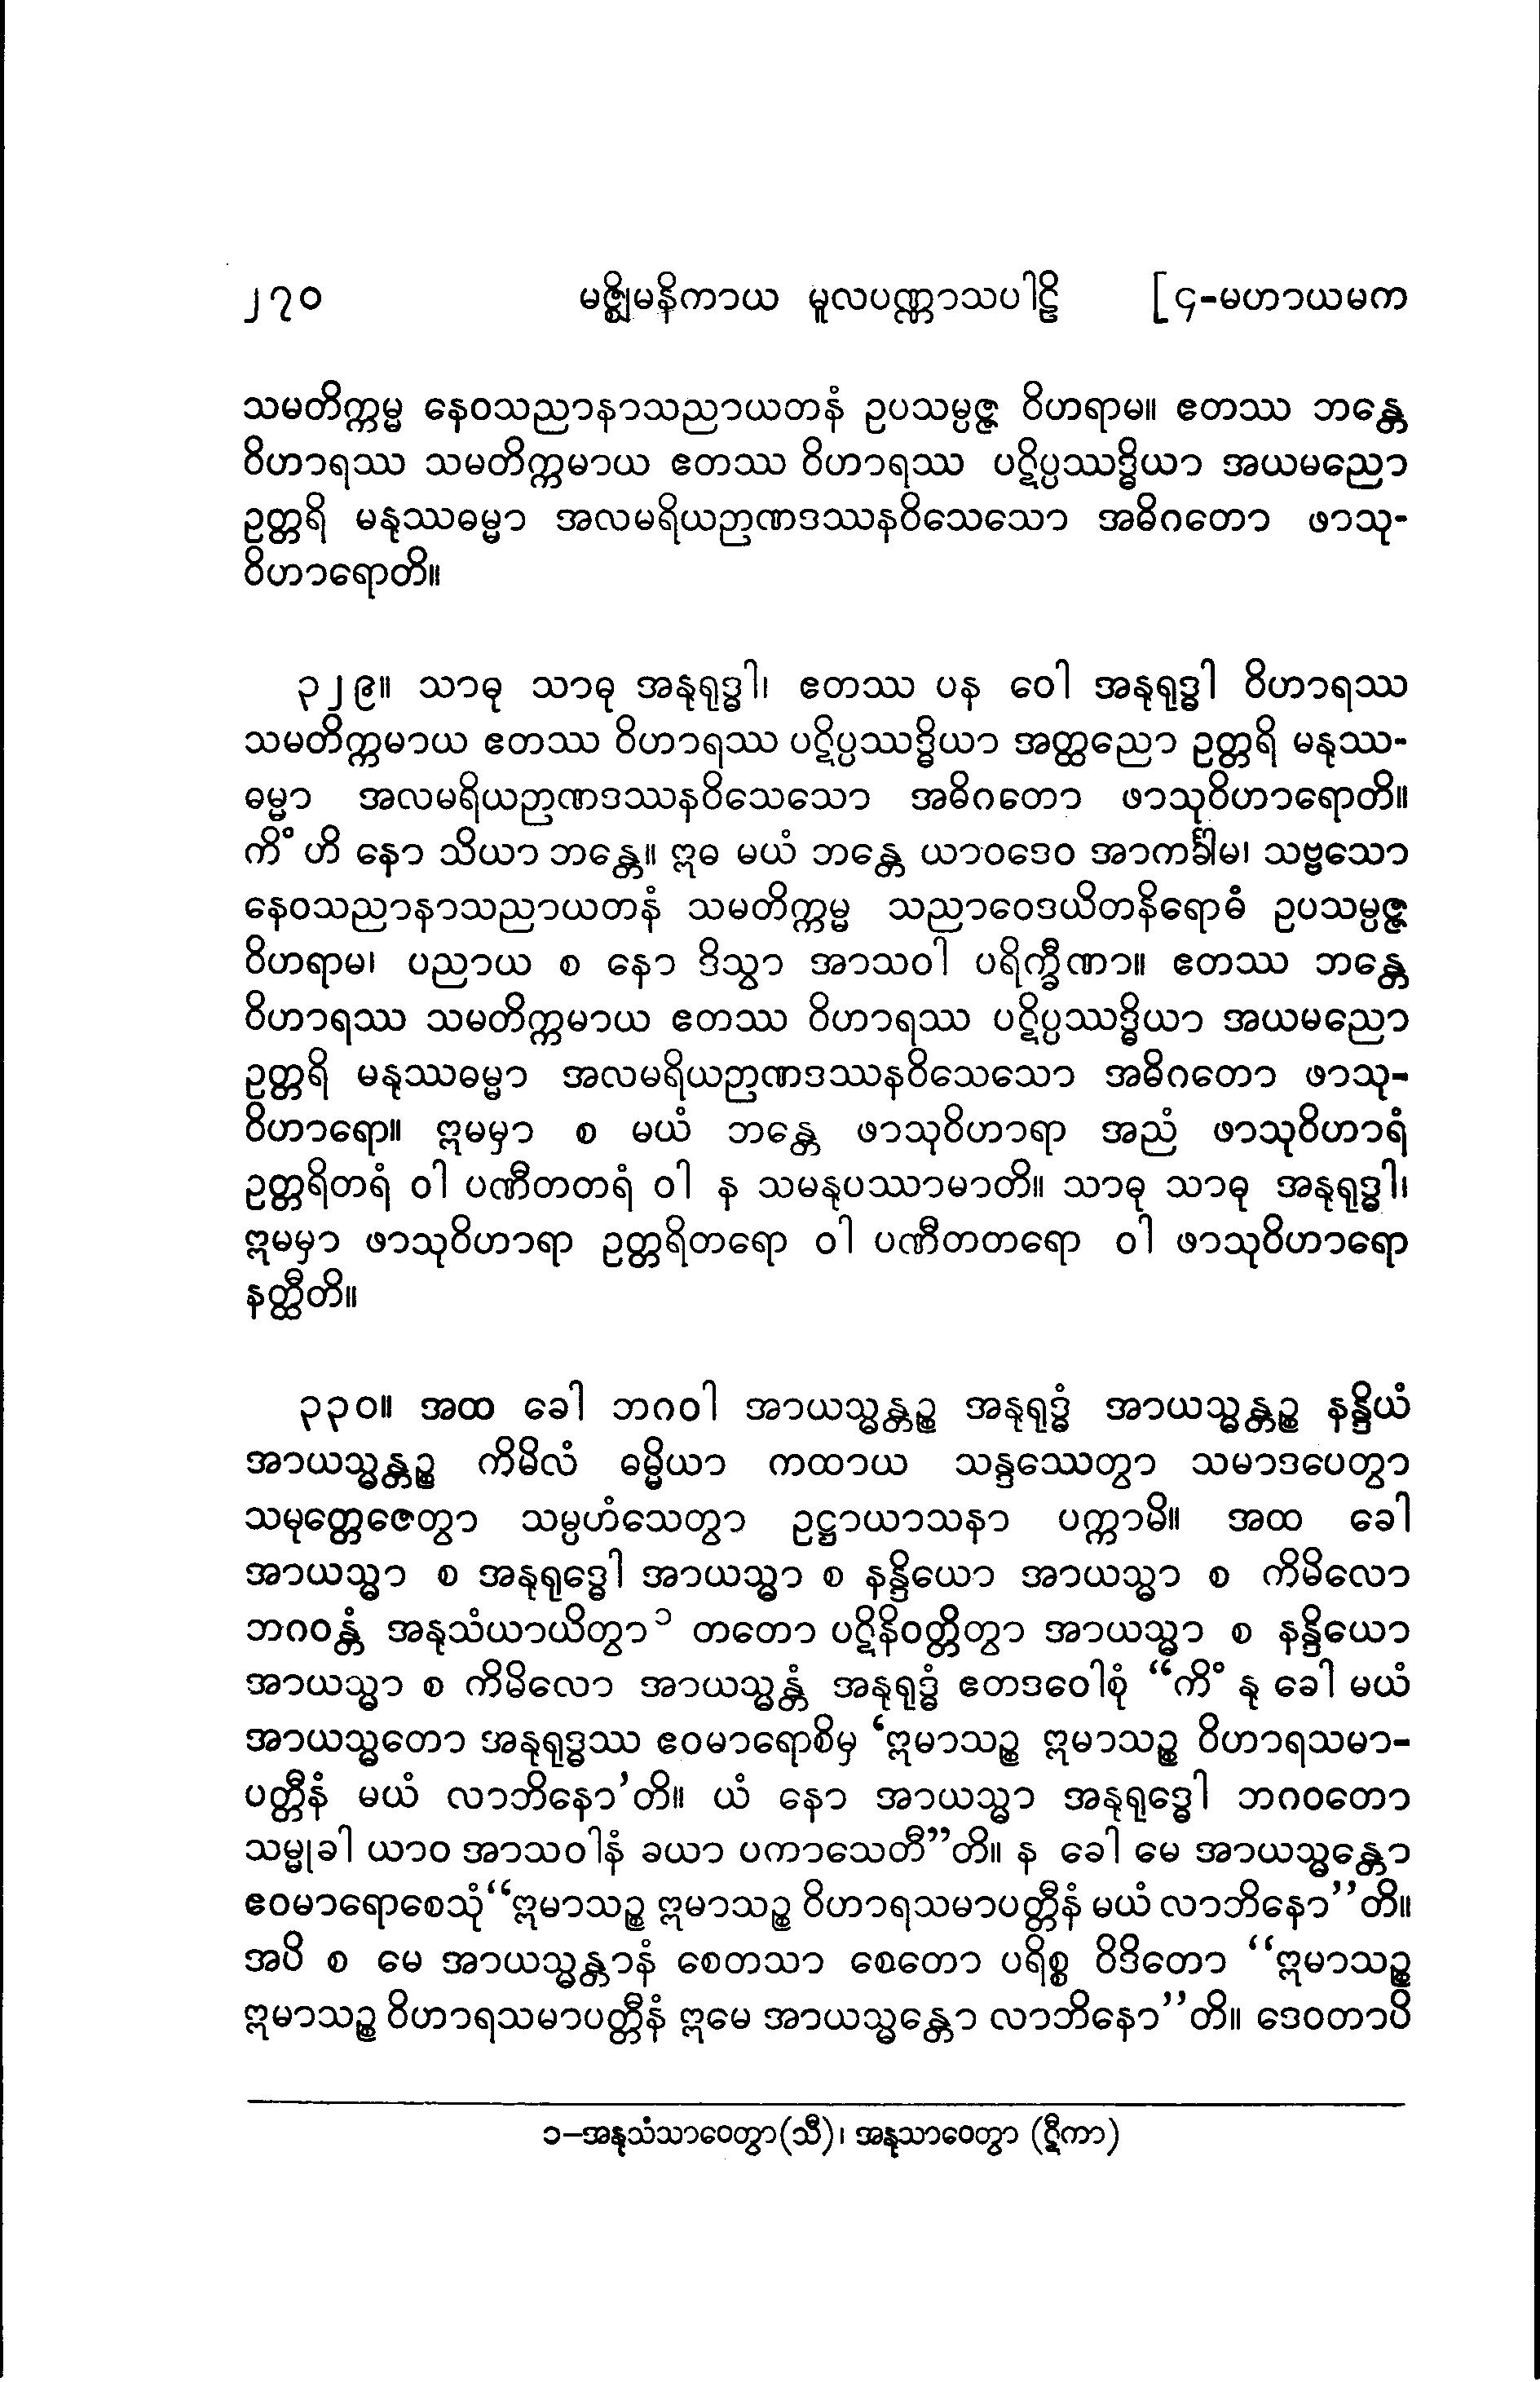 ၂၇၀ မဇ္ဈိမနိကာယ မူလပဏ္ဏာသပါဠိ [၄-မဟာယမက
သမတိက္ကမ္မ နေဝသညာနာသညာယတနံ ဥပသမ္ပဇ္ဇ ဝိဟရာမ။ ဧတဿ ဘန္တေ
ဝိဟာရဿ သမတိက္ကမာယ ဧတဿ ဝိဟာရဿ ပဋိပ္ပဿဒ္ဓိယာ အယမညော
ဥတ္တရိ မနုဿဓမ္မာ အလမရိယဉာဏဒဿနဝိသေသော အဓိဂတော ဖာသု-
ဝိဟာရောတိ။
၃၂၉။ သာဓု သာဓု အနုရုဒ္ဓါ၊ ဧတဿ ပန ဝေါ အနုရုဒ္ဓါ ဝိဟာရဿ
သမတိက္ကမာယ ဧတဿ ဝိဟာရဿ ပဋိပ္ပဿဒ္ဓိယာ အတ္ထညော ဥတ္တရိ မနုဿ-
ဓမ္မာ အလမရိယဉာဏဒဿနဝိသေသော အဓိဂတော ဖာသုဝိဟာရောတိ။
ကိံ ဟိ နော သိယာ ဘန္တေ။ ဣဓ မယံ ဘန္တေ ယာဝဒေဝ အာကင်္ခါမ၊ သဗ္ဗသော
နေဝသညာနာသညာယတနံ သမတိက္ကမ္မ သညာဝေဒယိတနိရောဓံ ဥပသမ္ပဇ္ဇ
ဝိဟရာမ၊ ပညာယ စ နော ဒိသွာ အာသဝါ ပရိက္ခီဏာ။ ဧတဿ ဘန္တေ
ဝိဟာရဿ သမတိက္ကမာယ ဧတဿ ဝိဟာရဿ ပဋိပ္ပဿဒ္ဓိယာ အယမညော
ဥတ္တရိ မနုဿဓမ္မာ အလမရိယဉာဏဒဿနဝိသေသော အဓိဂတော ဖာသု-
ဝိဟာရော။ ဣမမှာ စ မယံ ဘန္တေ ဖာသုဝိဟာရာ အညံ ဖာသုဝိဟာရံ
ဥတ္တရိတရံ ဝါ ပဏီတတရံ ဝါ န သမနုပဿာမာတိ။ သာဓု သာဓု အနုရုဒ္ဓါ၊
ဣမမှာ ဖာသုဝိဟာရာ ဥတ္တရိတရော ဝါ ပဏီတတရော ဝါ ဖာသုဝိဟာရော
နတ္ထီတိ။
၃၃၀။ အထ ခေါ ဘဂဝါ အာယသ္မန္တဉ္စ အနုရုဒ္ဓံ အာယသ္မန္တဉ္စ နန္ဒိယံ
အာယသ္မန္တဉ္စ ကိမိလံ ဓမ္မိယာ ကထာယ သန္ဒဿေတွာ သမာဒပေတွာ
သမုတ္တေဇေတွာ သမ္ပဟံသေတွာ ဥဋ္ဌာယာသနာ ပက္ကာမိ။ အထ ခေါ
အာယသ္မာ စ အနုရုဒ္ဓေါ အာယသ္မာ စ နန္ဒိယော အာယသ္မာ စ ကိမိလော
ဘဂဝန္တံ အနုသံယာယိတွာ ၁ တတော ပဋိနိဝတ္တိတွာ အာယသ္မာ စ နန္ဒိယော
အာယသ္မာ စ ကိမိလော အာယသ္မန္တံ အနုရုဒ္ဓံ ဧတဒဝေါစုံ “ကိံ နု ခေါ မယံ
အာယသ္မတော အနုရုဒ္ဓဿ ဧဝမာရောစိမှ ‘ဣမာသဉ္စ ဣမာသဉ္စ ဝိဟာရသမာ-
ပတ္တီနံ မယံ လာဘိနော’တိ။ ယံ နော အာယသ္မာ အနုရုဒ္ဓေါ ဘဂဝတော
သမ္မုခါ ယာဝ အာသဝါနံ ခယာ ပကာသေတီ”တိ။ န ခေါ မေ အာယသ္မန္တော
ဧဝမာရောစေသုံ“ဣမာသဉ္စ ဣမာသဉ္စ ဝိဟာရသမာပတ္တီနံ မယံ လာဘိနော”တိ။
အပိ စ မေ အာယသ္မန္တာနံ စေတသာ စေတော ပရိစ္စ ဝိဒိတော “ဣမာသဉ္စ
ဣမာသဉ္စ ဝိဟာရသမာပတ္တီနံ ဣမေ အာယသ္မန္တော လာဘိနော”တိ။ ဒေဝတာပိ
၁–အနုသံသာဝေတွာ(သီ)၊ အနုသာဝေတွာ (ဋီကာ)